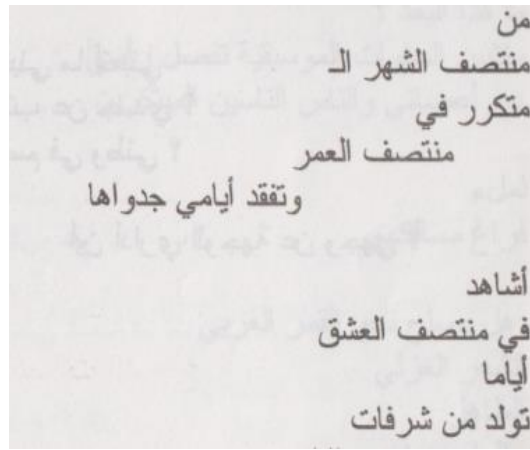 من
منتصف الشهر الـ
متكرر في
منتصف العمر
وتفقد أيامي جدواها
أشاهد
في منتصف العشق
أياما
تولد من شرفات